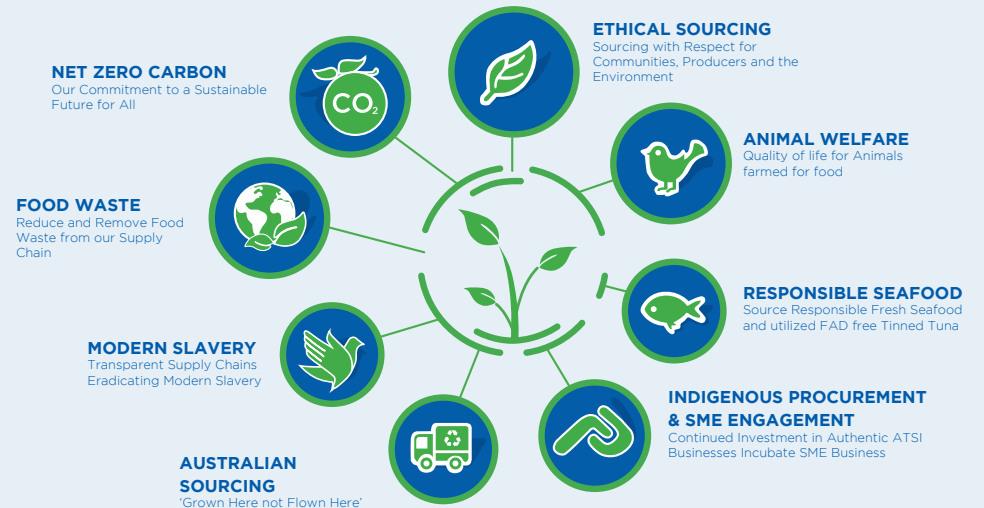 ETHICAL SOURCING
Sourcing with Respect for
Communities, Producers and the
Environment
NET ZERO CARBON
Our Commitment to a Sustainable
Future for All
CO2
ANIMAL WELFARE
Quality of life for Animals
farmed for food
FOOD WASTE
Reduce and Remove Food
Waste from our Supply
Chain
RESPONSIBLE SEAFOOD
Source Responsible Fresh Seafood
and utilized FAD free Tinned Tuna
MODERN SLAVERY
Transparent Supply Chains
Eradicating Modern Slavery
INDIGENOUS PROCUREMENT
& SME ENGAGEMENT
Continued Investment in Authentic ATSI
Businesses Incubate SME Business
AUSTRALIAN
SOURCING
‘Grown Here not Flown Here’